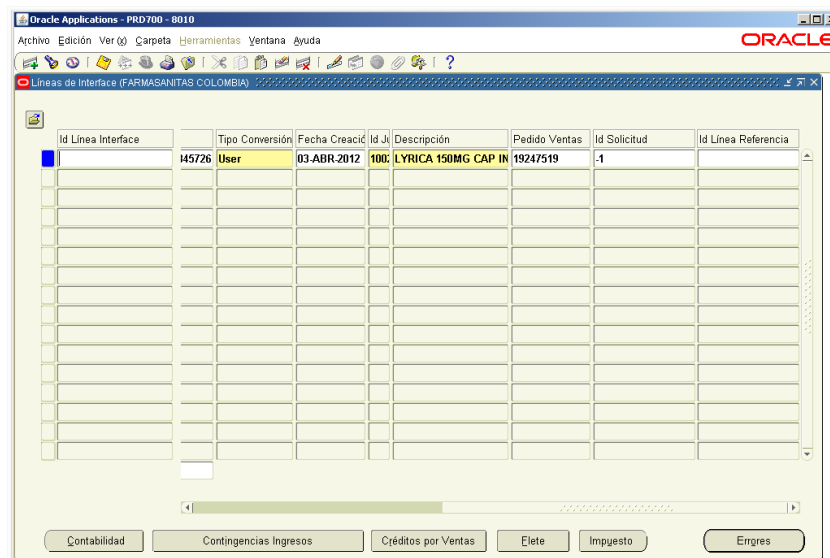 Oracle Applications - PRD700 - 8010
Archivo Edición Ver (X) Carpeta Herramientas Ventana Ayuda
ORACLE
Líneas de Interface (FARMASANITAS COLOMBIA)
Id Línea Interface Tipo Conversión Fecha Creació Id Ju Descripción Pedido Ventas Id Solicitud Id Línea Referencia
345726 User 03-ABR-2012 1002 LYRICA 150MG CAP IN 19247519 -1
Contabilidad Contingencias Ingresos Créditos por Ventas Flete Impuesto Errores